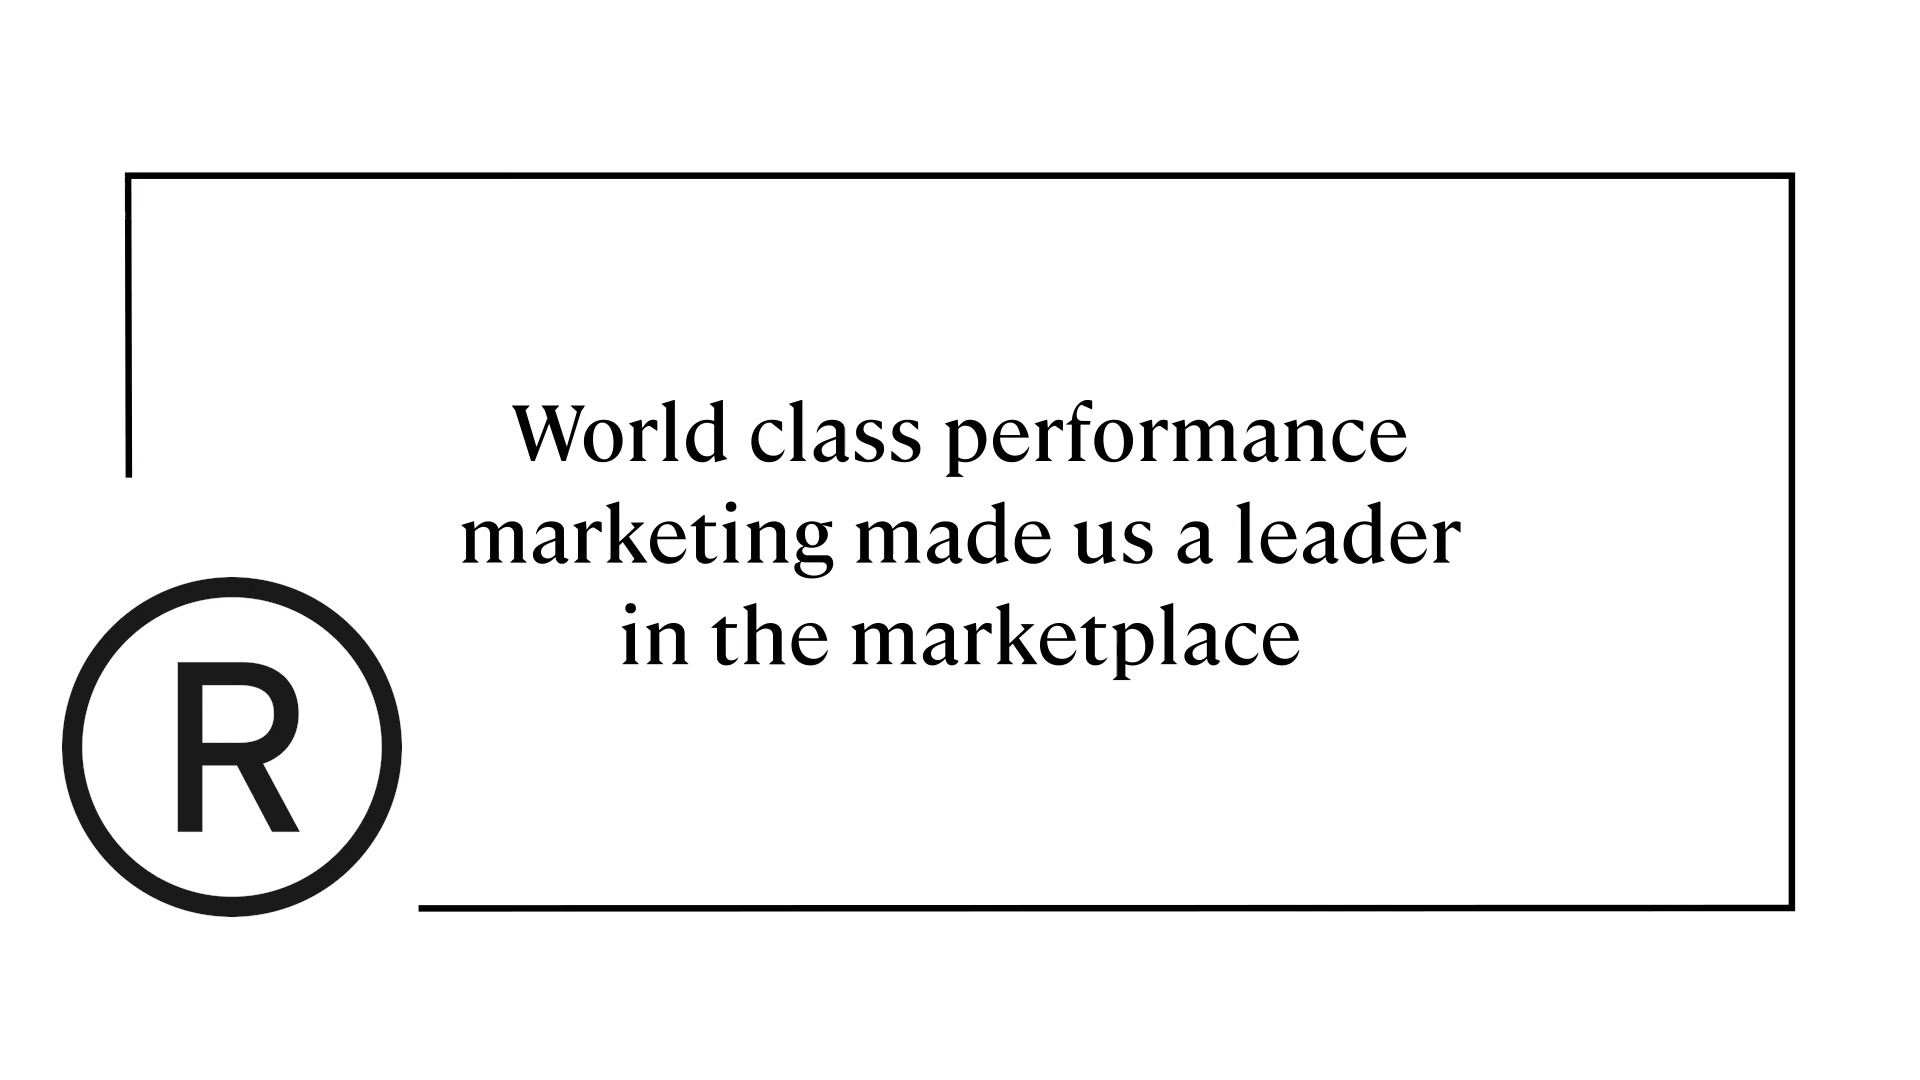 World class performance
marketing made us a leader
in the marketplace
R